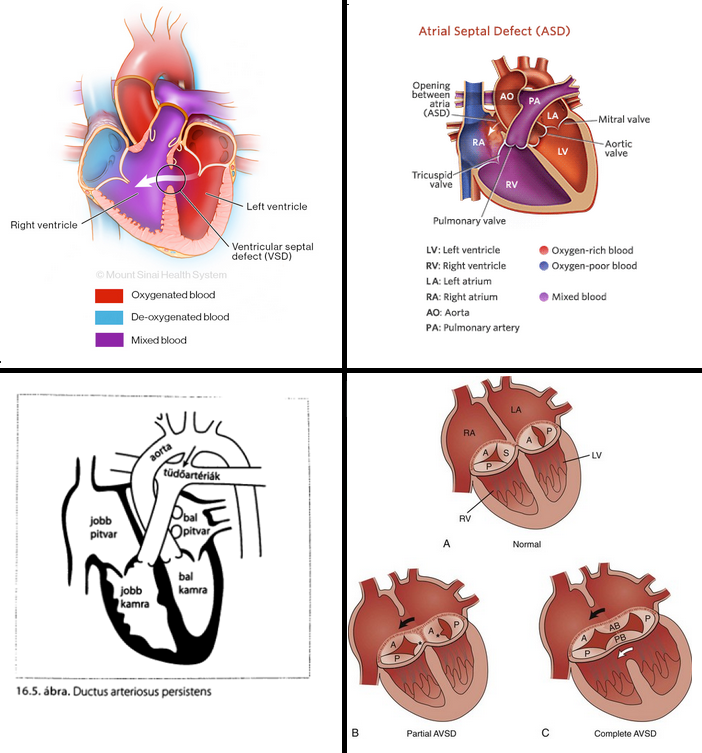 Right ventricle
Left ventricle
Ventricular septal
defect (VSD)
© Mount Sinai Health System
Oxygenated blood
De-oxygenated blood
Mixed blood
Atrial Septal Defect (ASD)
Opening
between
atria
(ASD)
AO
PA
LA
Mitral valve
RA
LV
Aortic
valve
Tricuspid
valve
RV
Pulmonary valve
LV: Left ventricle
RV: Right ventricle
LA: Left atrium
RA: Right atrium
AO: Aorta
PA: Pulmonary artery
Oxygen-rich blood
Oxygen-poor blood
Mixed blood
aorta
tüdőartériák
jobb
pitvar
bal
pitvar
jobb
kamra
bal
kamra
16.5. ábra. Ductus arteriosus persistens
LA
RA
A
S
P
A
P
LV
RV
A
Normal
A
P
A
P
B
Partial AVSD
A
AB
P
P
PB
C
Complete AVSD